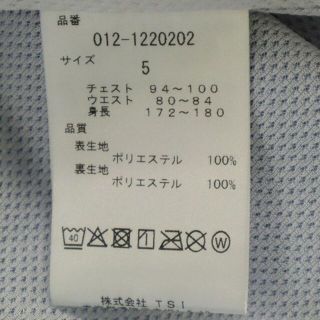 品番
012-1220202
サイズ
5
チェスト 94～100
ウエスト 80～84
身長 172～180
品質
表生地
ポリエステル 100%
裏生地
ポリエステル 100%
40 W
株式会社 TSI